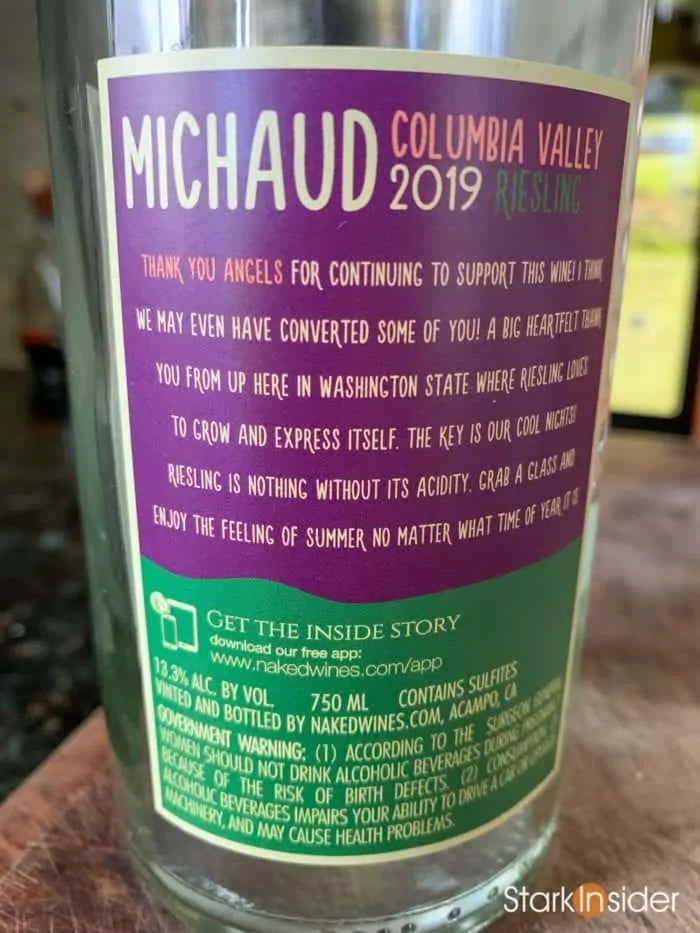 MICHAUD COLUMBIA VALLEY
2019 RIESLING
THANK YOU ANGELS FOR CONTINUING TO SUPPORT THIS WINE! I THINK
WE MAY EVEN HAVE CONVERTED SOME OF YOU! A BIG HEARTFELT THANK
YOU FROM UP HERE IN WASHINGTON STATE WHERE RIESLING LOVES
TO GROW AND EXPRESS ITSELF. THE KEY IS OUR COOL NIGHTS!
RIESLING IS NOTHING WITHOUT ITS ACIDITY. GRAB A GLASS AND
ENJOY THE FEELING OF SUMMER NO MATTER WHAT TIME OF YEAR IT IS.
GET THE INSIDE STORY
download our free app:
www.nakedwines.com/app
13.3% ALC. BY VOL 750 ML CONTAINS SULFITES
VINTED AND BOTTLED BY NAKEDWINES.COM, ACAMPO, CA
GOVERNMENT WARNING: (1) ACCORDING TO THE SURGEON GENERAL
WOMEN SHOULD NOT DRINK ALCOHOLIC BEVERAGES DURING PREGNANCY
BECAUSE OF THE RISK OF BIRTH DEFECTS. (2) CONSUMPTION
ALCOHOLIC BEVERAGES IMPAIRS YOUR ABILITY TO DRIVE A CAR OR
MACHINERY, AND MAY CAUSE HEALTH PROBLEMS.
StarkInsider